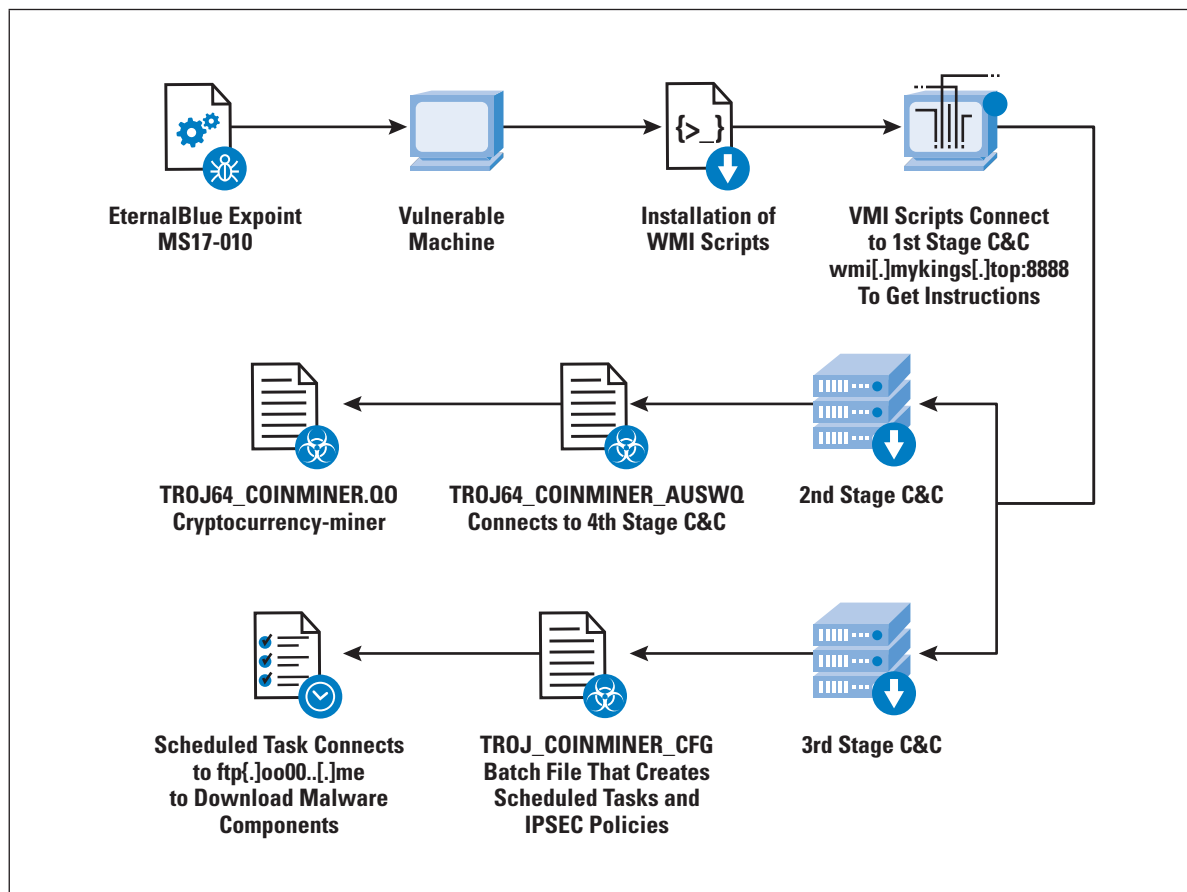 {>_}
EternalBlue Expoint
MS17-010
Vulnerable
Machine
Installation of
WMI Scripts
VMI Scripts Connect
to 1st Stage C&C
wmi[.]mykings[.]top:8888
To Get Instructions
TROJ64_COINMINER.QO
Cryptocurrency-miner
TROJ64_COINMINER_AUSWQ
Connects to 4th Stage C&C
2nd Stage C&C
Scheduled Task Connects
to ftp{.]oo00..[.]me
to Download Malware
Components
TROJ_COINMINER_CFG
Batch File That Creates
Scheduled Tasks and
IPSEC Policies
3rd Stage C&C